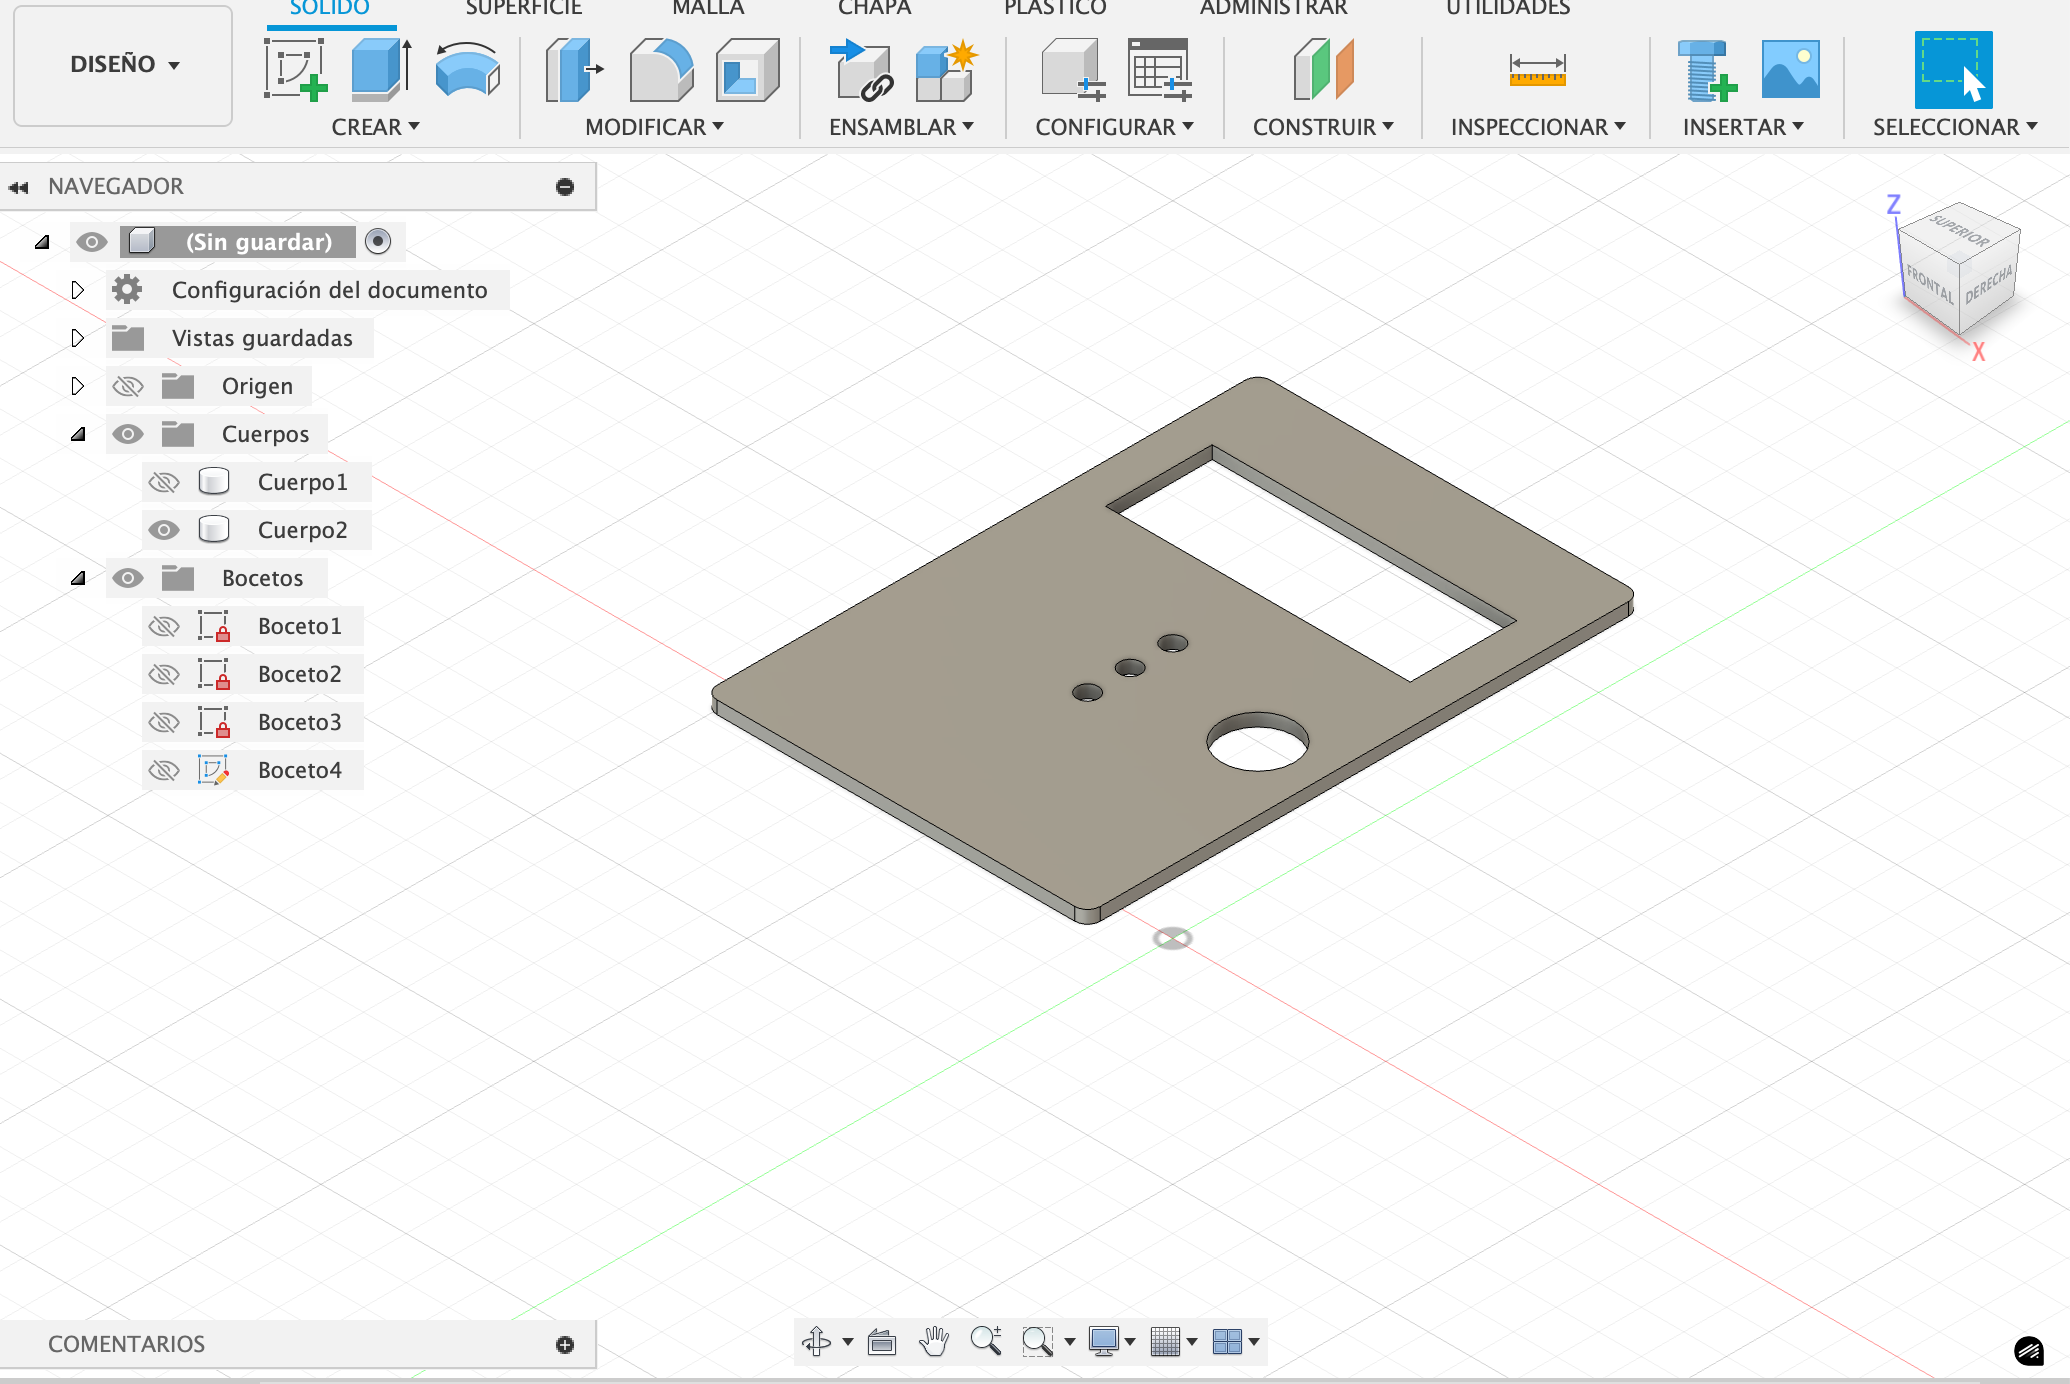 SÓLIDO SUPERFICIE MALLA CHAPA PLÁSTICO ADMINISTRAR UTILIDADES
DISEÑO
CREAR MODIFICAR ENSAMBLAR CONFIGURAR CONSTRUIR INSPECCIONAR INSERTAR SELECCIONAR
NAVEGADOR
(Sin guardar)
Configuración del documento
Vistas guardadas
Origen
Cuerpos
Cuerpo1
Cuerpo2
Bocetos
Boceto1
Boceto2
Boceto3
Boceto4
Z
SUPERIOR
FRONTAL
DERECHA
X
COMENTARIOS